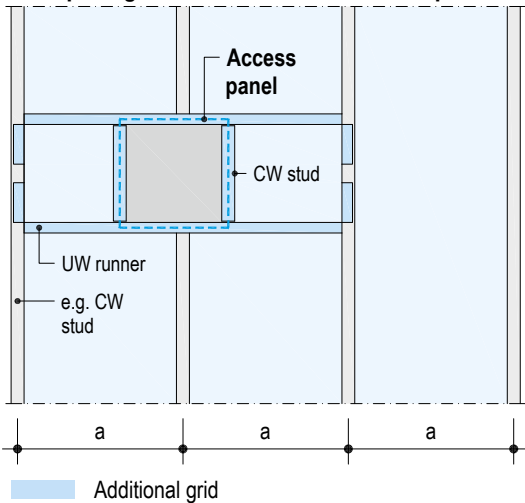 Access
panel
CW stud
UW runner
e.g. CW
stud
a
a
a
Additional grid